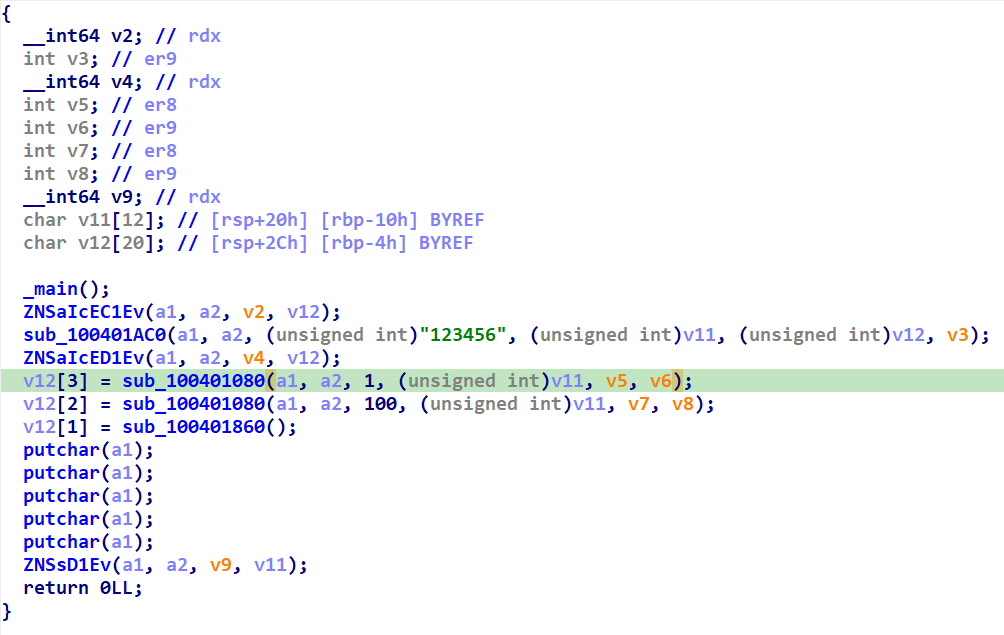 {
  __int64 v2; // rdx
  int v3; // er9
  __int64 v4; // rdx
  int v5; // er8
  int v6; // er9
  int v7; // er8
  int v8; // er9
  __int64 v9; // rdx
  char v11[12]; // [rsp+20h] [rbp-10h] BYREF
  char v12[20]; // [rsp+2Ch] [rbp-4h] BYREF

  _main();
  ZNSaIcEC1Ev(a1, a2, v2, v12);
  sub_100401AC0(a1, a2, (unsigned int)"123456", (unsigned int)v11, (unsigned int)v12, v3);
  ZNSaIcED1Ev(a1, a2, v4, v12);
  v12[3] = sub_100401080(a1, a2, 1, (unsigned int)v11, v5, v6);
  v12[2] = sub_100401080(a1, a2, 100, (unsigned int)v11, v7, v8);
  v12[1] = sub_100401860();
  putchar(a1);
  putchar(a1);
  putchar(a1);
  putchar(a1);
  putchar(a1);
  ZNSsD1Ev(a1, a2, v9, v11);
  return 0LL;
}